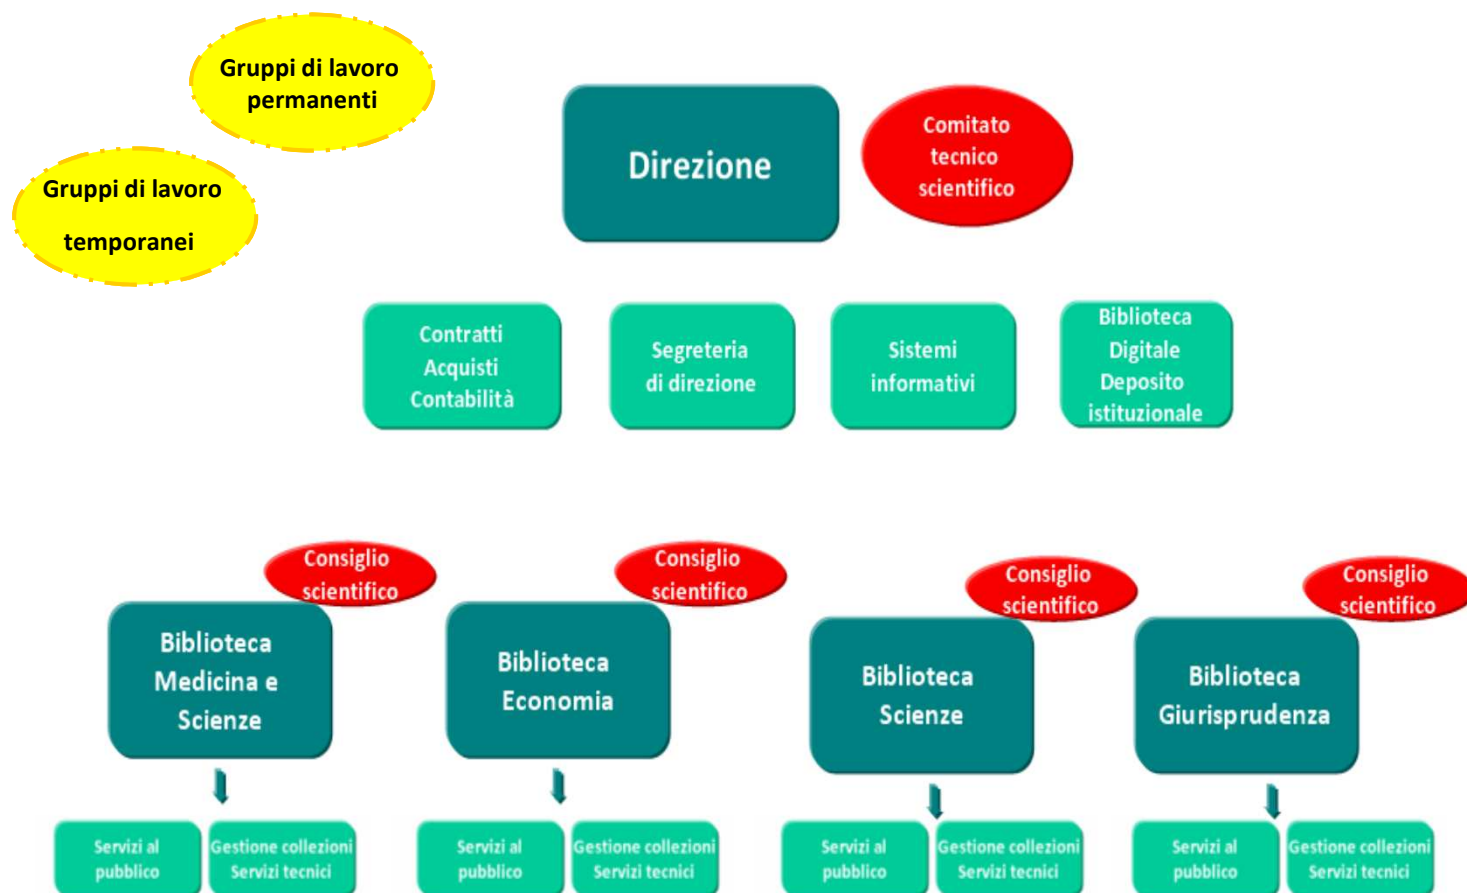 Gruppi di lavoro
permanenti
Gruppi di lavoro
temporanei
Direzione
Comitato
tecnico
scientifico
Contratti
Acquisti
Contabilità
Segreteria
di direzione
Sistemi
informativi
Biblioteca
Digitale
Deposito
istituzionale
Consiglio
scientifico
Biblioteca
Medicina e
Scienze
Consiglio
scientifico
Biblioteca
Economia
Consiglio
scientifico
Biblioteca
Scienze
Consiglio
scientifico
Biblioteca
Giurisprudenza
Servizi al
pubblico
Gestione collezioni
Servizi tecnici
Servizi al
pubblico
Gestione collezioni
Servizi tecnici
Servizi al
pubblico
Gestione collezioni
Servizi tecnici
Servizi al
pubblico
Gestione collezioni
Servizi tecnici